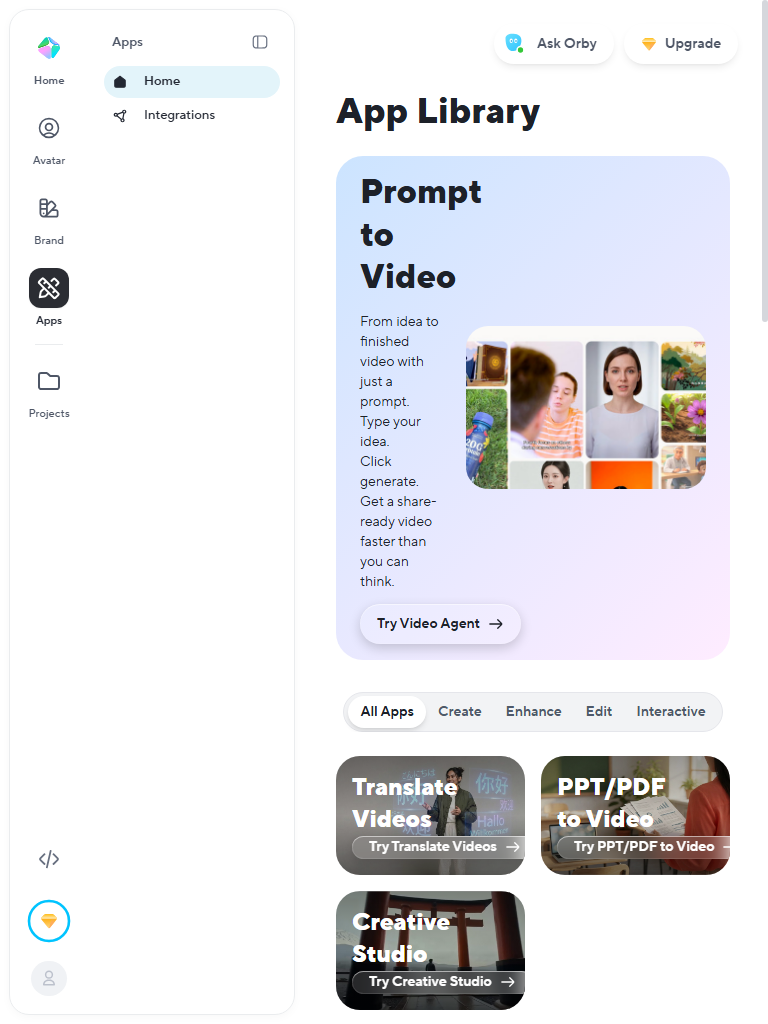 Apps
Home
Integrations
Home
Avatar
Brand
Apps
Projects
Ask Orby
Upgrade
App Library
Prompt
to
Video
From idea to
finished
video with
just a
prompt.
Type your
idea.
Click
generate.
Get a share-
ready video
faster than
you can
think.
Try Video Agent
All Apps
Create
Enhance
Edit
Interactive
Translate
Videos
Try Translate Videos
你好
Hallo
PPT/PDF
to Video
Try PPT/PDF to Video
Creative
Studio
Try Creative Studio